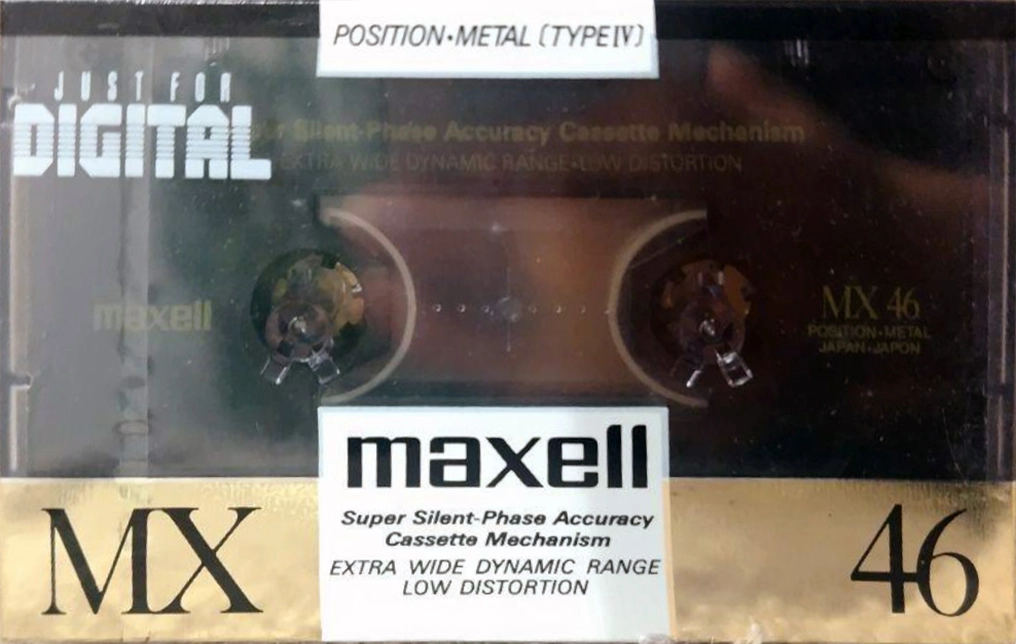 POSITION•METAL (TYPE IV)
JUST FOR
DIGITAL
Silent-Phase Accuracy Cassette Mechanism
EXTRA WIDE DYNAMIC RANGE•LOW DISTORTION
maxell
MX 46
POSITION•METAL
JAPAN•JAPON
maxell
Super Silent-Phase Accuracy
Cassette Mechanism
EXTRA WIDE DYNAMIC RANGE
LOW DISTORTION
MX
46